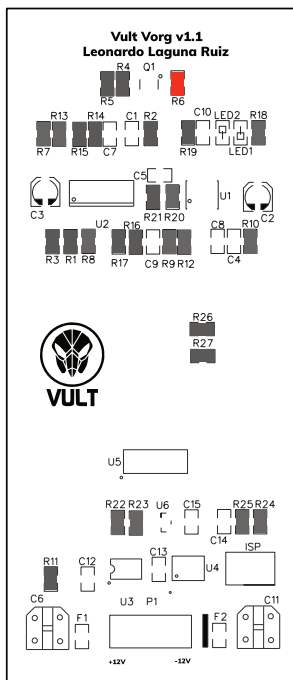 Vult Vorg v1.1
Leonardo Laguna Ruiz
R4 Q1
R5 R6
R13 R14 C1 R2 C10 LED2 R18
R7 R15 C7 R19 LED1
C5
C3 R21 R20 U1 C2
U2 R16 C8 R10
R3 R1 R8 R17 C9 R9 R12 C4
R26
R27
VULT
U5
R22 R23 U6 C15 R25 R24
C14
R11 C12 C13 U4 ISP
C6 F1 U3 P1 F2 C11
+12V -12V